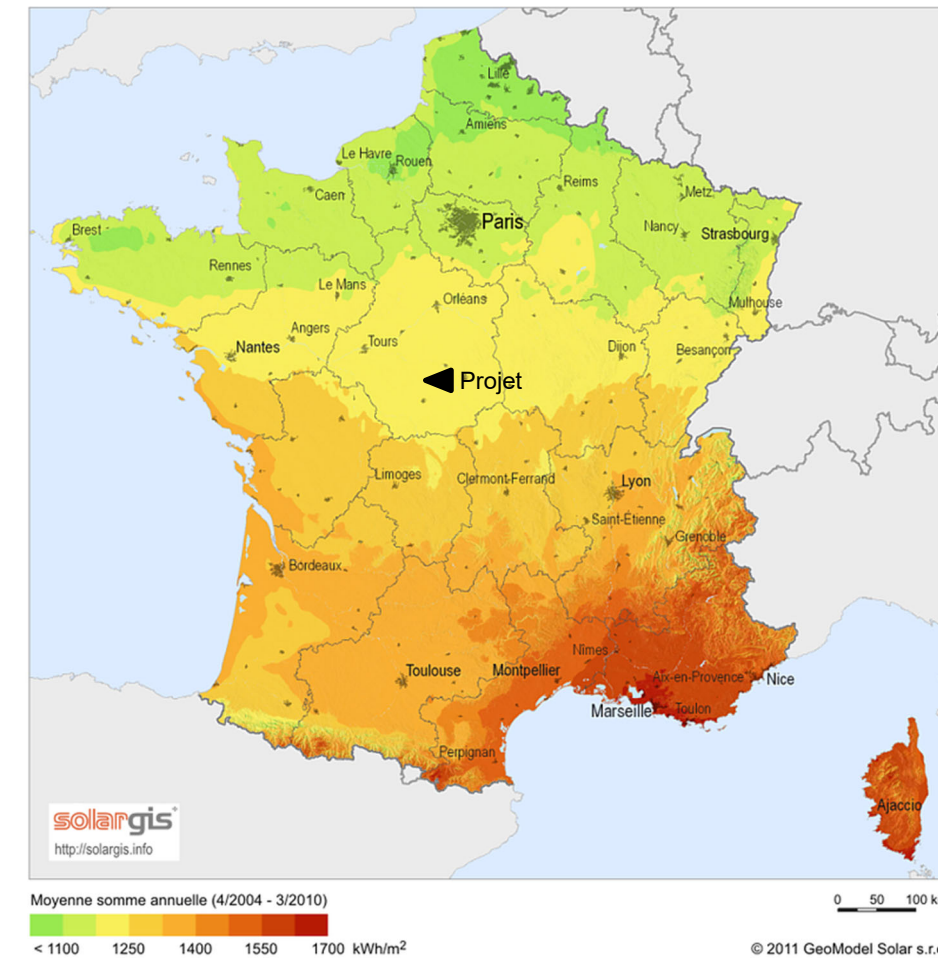 Lille
Amiens
Le Havre
Rouen
Reims
Caen
Metz
Paris
Nancy
Strasbourg
Brest
Rennes
Le Mans
Orléans
Mulhouse
Angers
Tours
Nantes
Dijon
Besançon
Projet
Limoges
Clermont-Ferrand
Lyon
Saint-Étienne
Grenoble
Bordeaux
Nîmes
Toulouse
Montpellier
Aix-en-Provence
Nice
Marseille
Toulon
Perpignan
Ajaccio
solargis
http://solargis.info
Moyenne somme annuelle (4/2004 - 3/2010)
0 50 100 k
< 1100 1250 1400 1550 1700 kWh/m²
© 2011 GeoModel Solar s.r.o